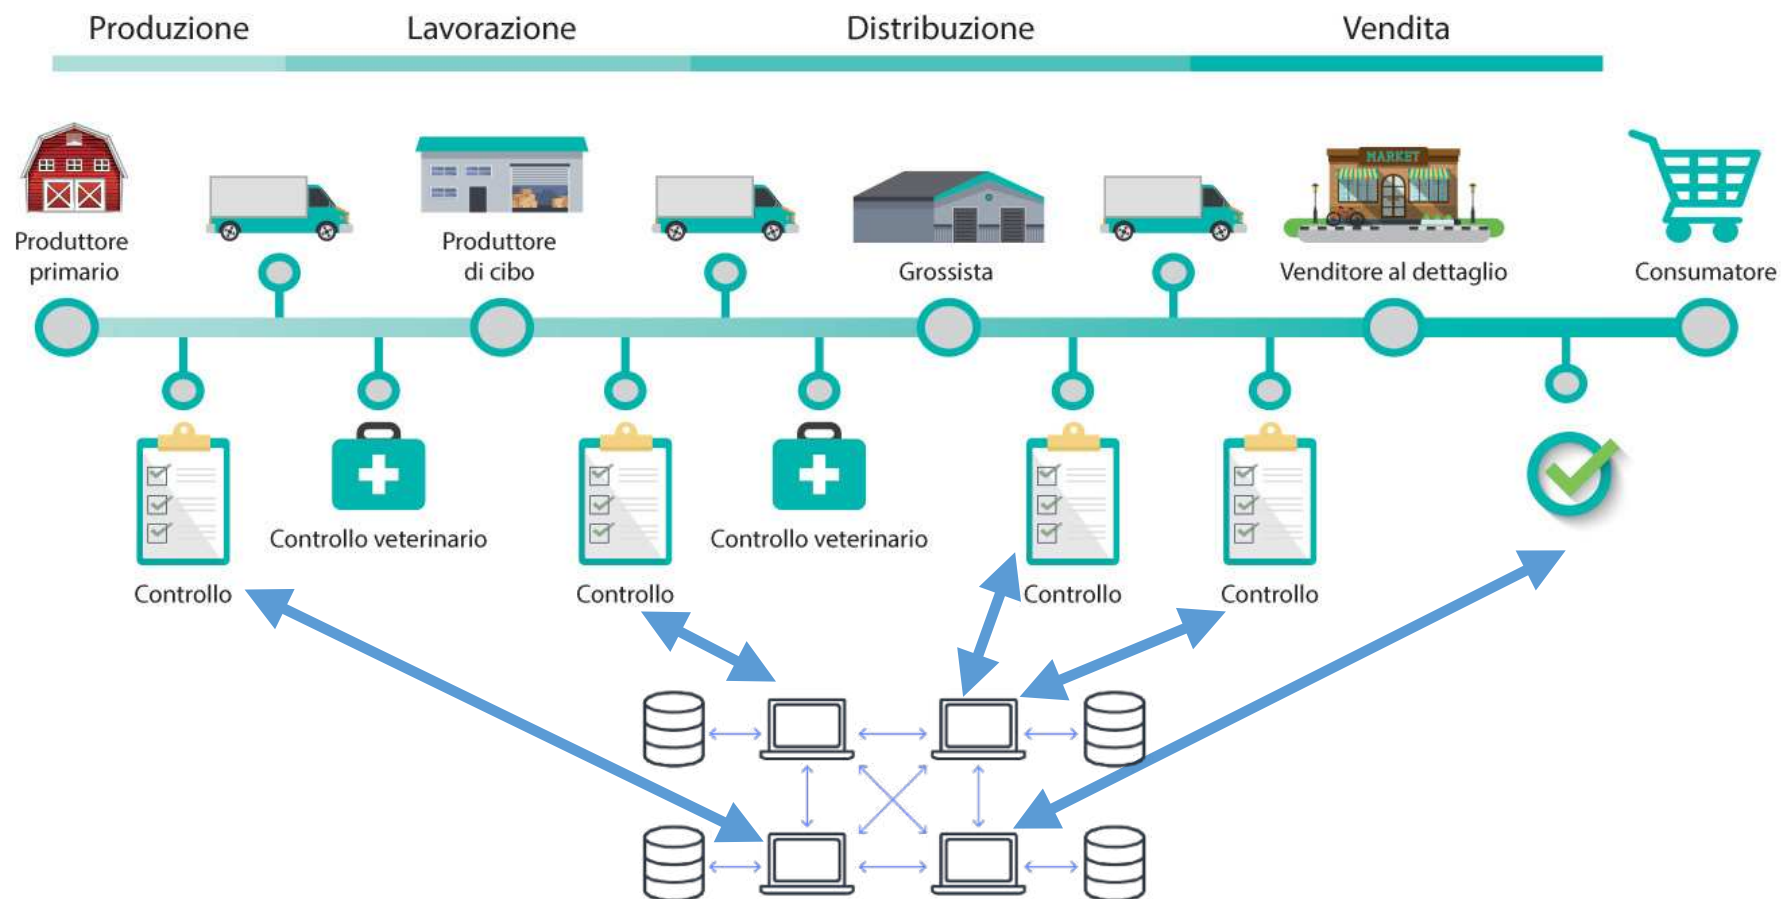 Produzione
Lavorazione
Distribuzione
Vendita
MARKET
Produttore
primario
Produttore
di cibo
Grossista
Venditore al dettaglio
Consumatore
Controllo veterinario
Controllo veterinario
Controllo
Controllo
Controllo
Controllo